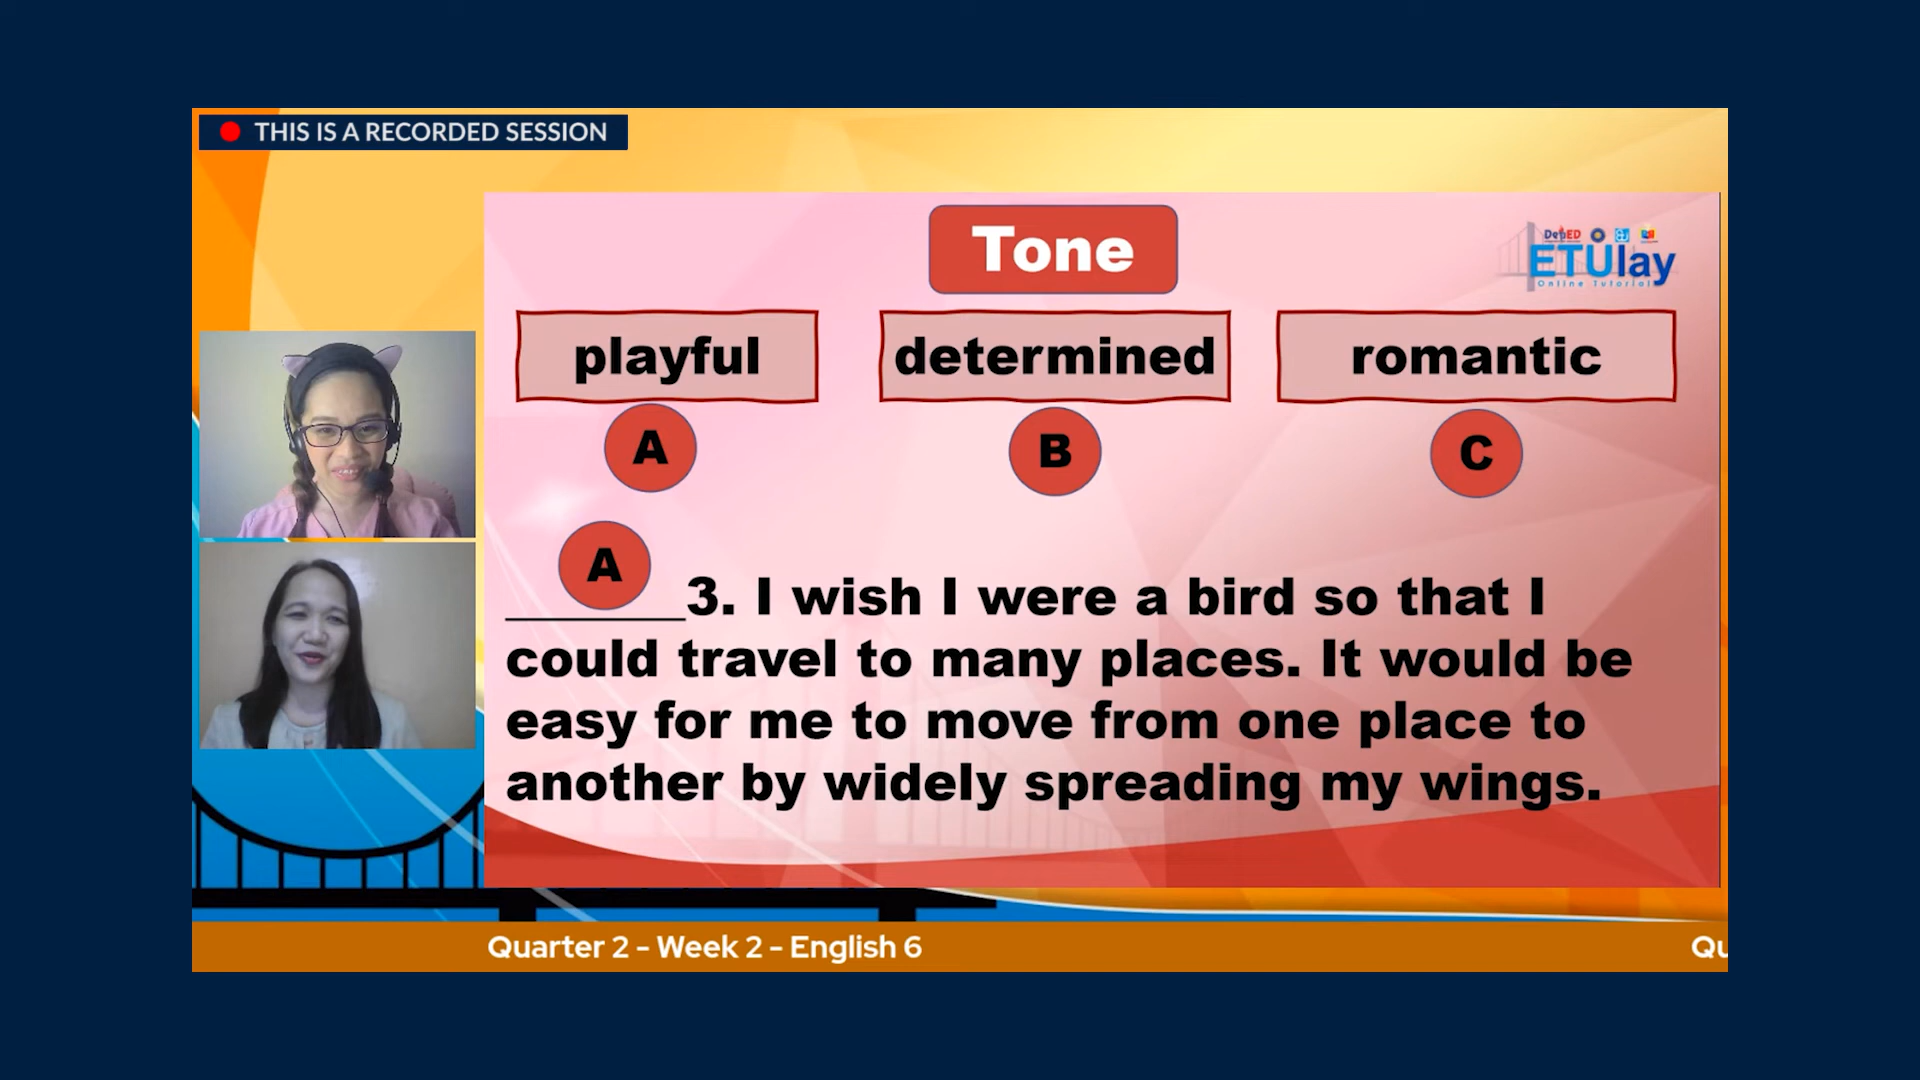 THIS IS A RECORDED SESSION
Tone
DepED
ETUlay
Online Tutorial
playful
determined
romantic
A
B
C
A
_______3. I wish I were a bird so that I
could travel to many places. It would be
easy for me to move from one place to
another by widely spreading my wings.
Quarter 2 - Week 2 - English 6
Qu